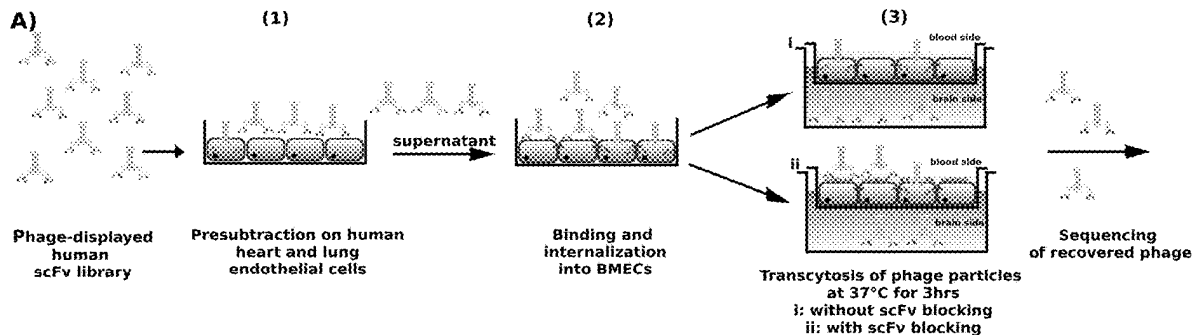 A)
(1)
(2)
(3)
i
blood side
brain side
supernatant
ii
blood side
brain side
Phage-displayed
human
scFv library
Presubtraction on human
heart and lung
endothelial cells
Binding and
internalization
into BMECs
Transcytosis of phage particles
at 37°C for 3hrs
i: without scFv blocking
ii: with scFv blocking
Sequencing
of recovered phage